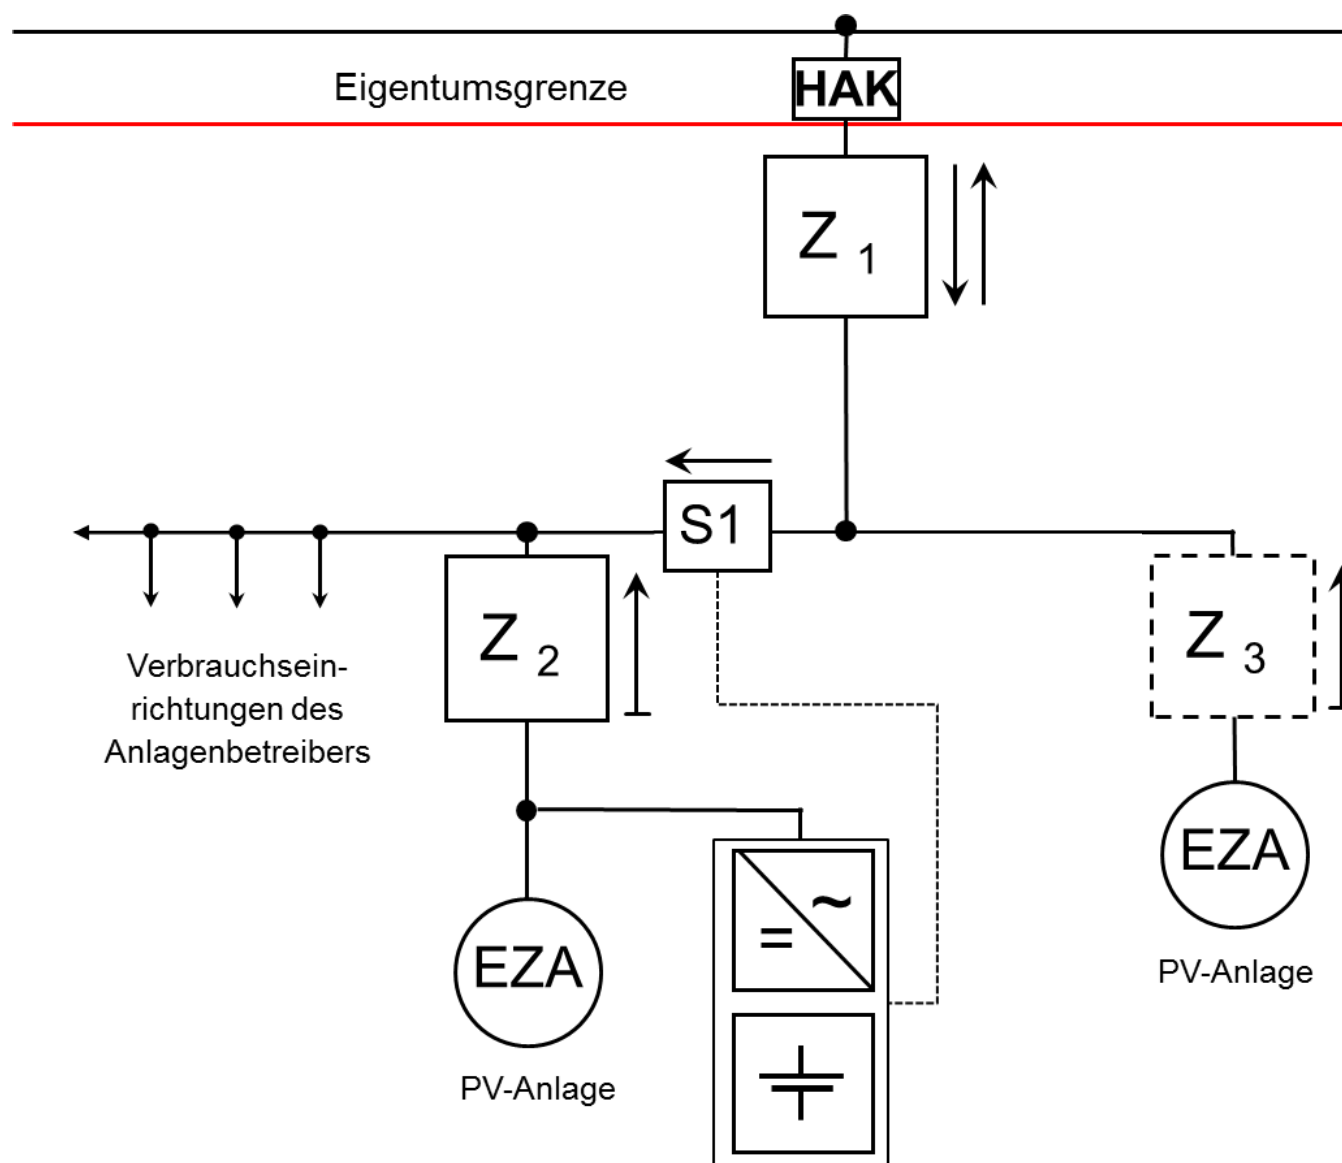 Eigentumsgrenze
HAK
Z 1
S1
Z 2
Z 3
Verbrauchsein-
richtungen des
Anlagenbetreibers
EZA
PV-Anlage
~
=
EZA
PV-Anlage